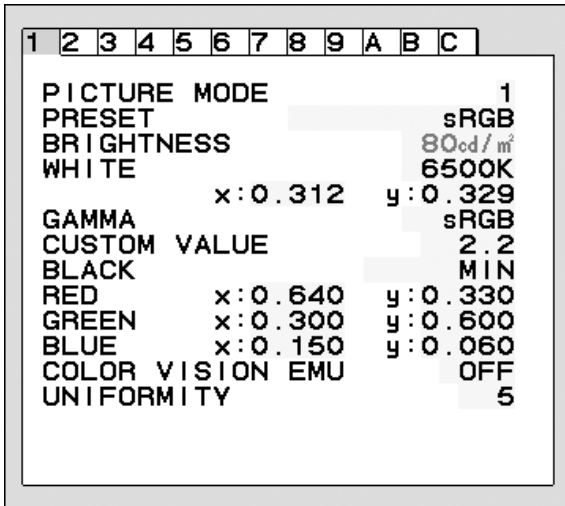 1 2 3 4 5 6 7 8 9 A B C
PICTURE MODE 1
PRESET sRGB
BRIGHTNESS 80cd/㎡
WHITE 6500K
x:0.312 y:0.329
GAMMA sRGB
CUSTOM VALUE 2.2
BLACK MIN
RED x:0.640 y:0.330
GREEN x:0.300 y:0.600
BLUE x:0.150 y:0.060
COLOR VISION EMU OFF
UNIFORMITY 5